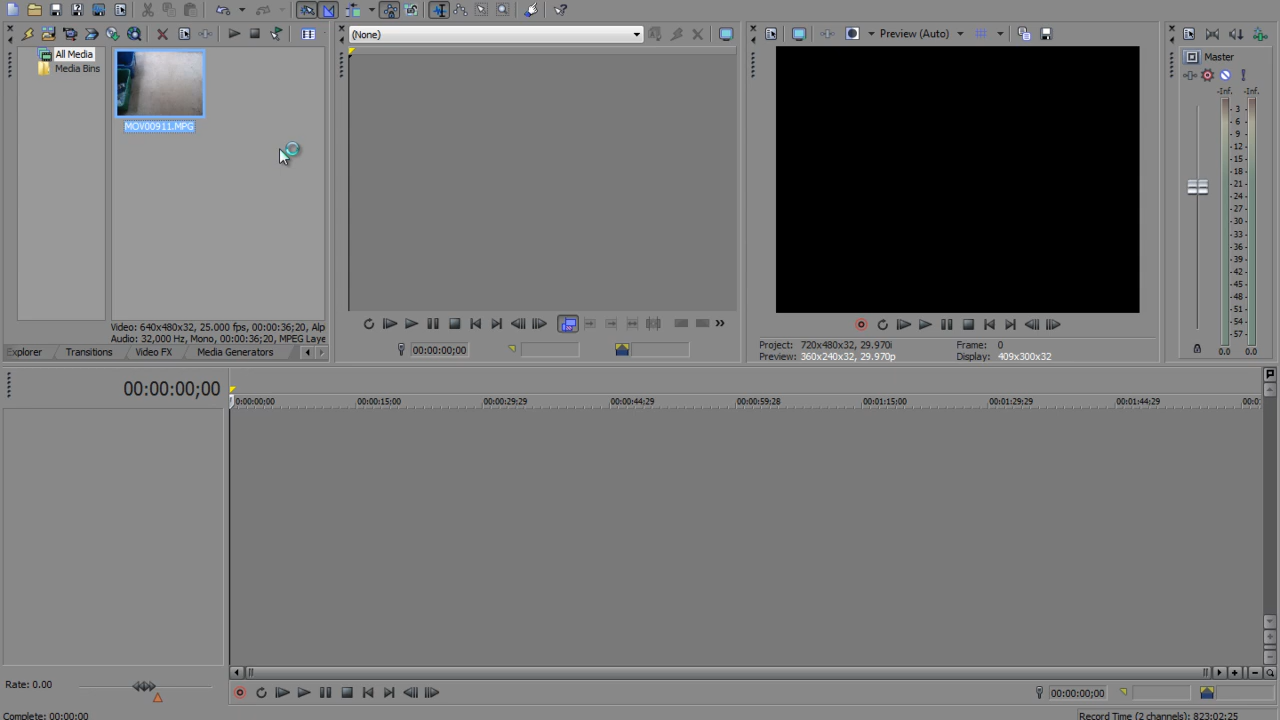 (None)
Preview (Auto)
All Media
Media Bins
MOV00911.MPG
Video: 640x480x32, 25.000 fps, 00:00:36;20, Alp
Audio: 32,000 Hz, Mono, 00:00:36;20, MPEG Laye
Explorer
Transitions
Video FX
Media Generators
00:00:00;00
Project: 720x480x32, 29.970i
Frame: 0
Preview: 360x240x32, 29.970p
Display: 409x300x32
Master
-Inf.
-Inf.
3
6
9
12
15
18
21
24
27
30
33
36
39
42
45
48
51
54
57
0.0
0.0
00:00:00;00
0:00:00;00
00:00:15;00
00:00:29;29
00:00:44;29
00:00:59;28
00:01:15;00
00:01:29;29
00:01:44;29
00:0
Rate: 0.00
00:00:00;00
Complete: 00:00:00
Record Time (2 channels): 823:02:25